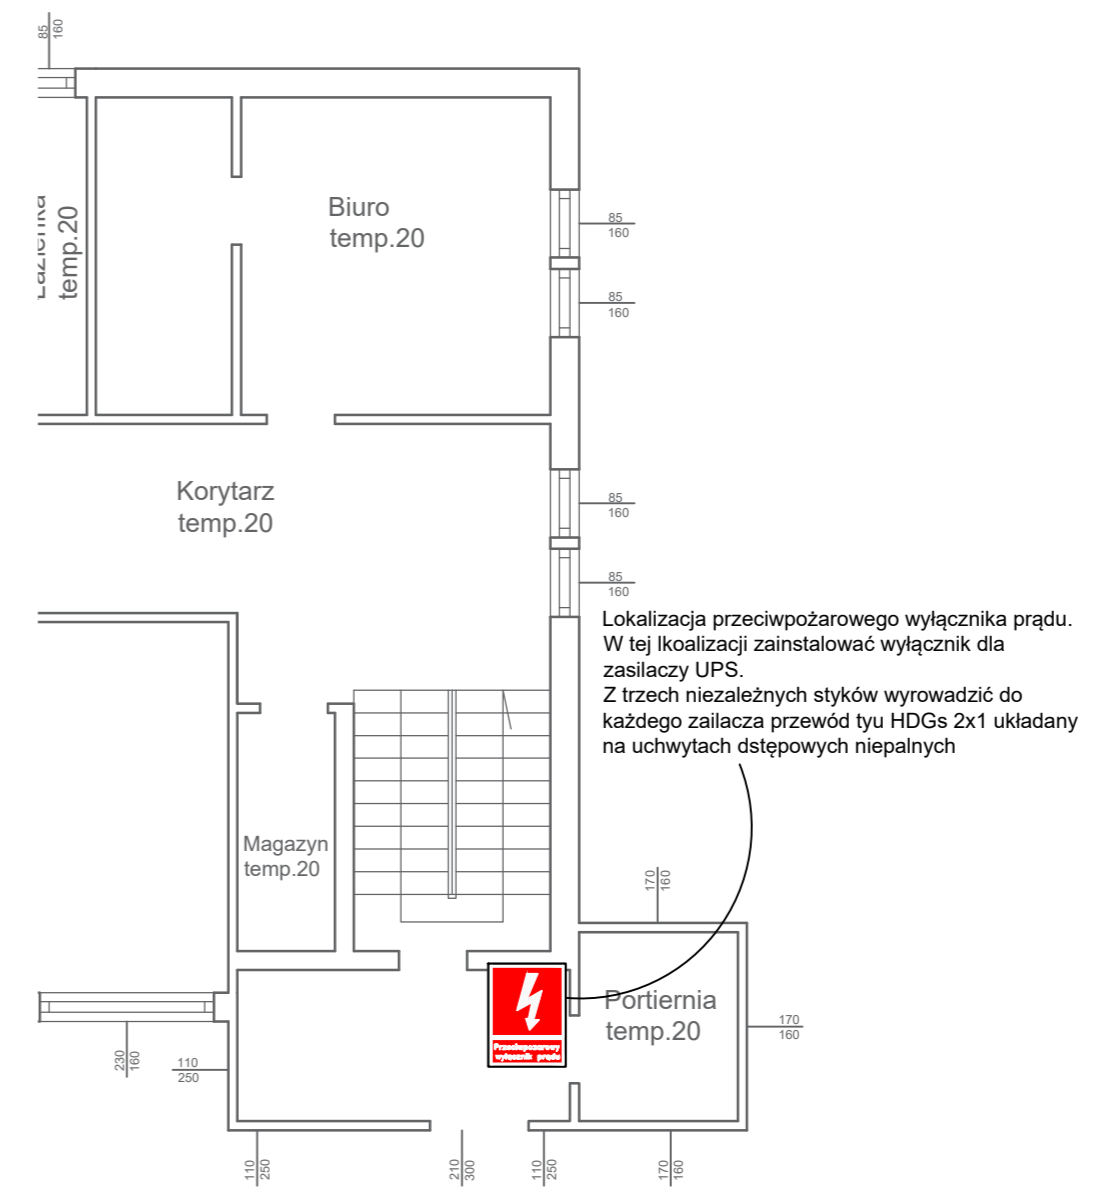 85
160
Biuro
temp.20
temp.20
85
160
85
160
Korytarz
temp.20
85
160
85
160
Lokalizacja przeciwpożarowego wyłącznika prądu.
W tej lkoalizacji zainstalować wyłącznik dla
zasilaczy UPS.
Z trzech niezależnych styków wyrowadzić do
każdego zailacza przewód tyu HDGs 2x1 układany
na uchwytach dstępowych niepalnych
Magazyn
temp.20
170
160
Portiernia
temp.20
Przeciwpożarowy
wyłącznik prądu
170
160
230
160
110
250
110
250
210
300
110
250
170
160